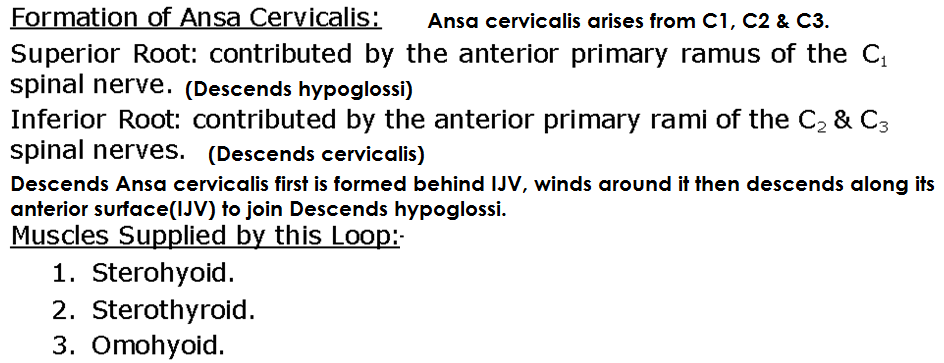 Formation of Ansa Cervicalis: Ansa cervicalis arises from C1, C2 & C3.
Superior Root: contributed by the anterior primary ramus of the C₁
spinal nerve. (Descends hypoglossi)
Inferior Root: contributed by the anterior primary rami of the C₂ & C₃
spinal nerves. (Descends cervicalis)
Descends Ansa cervicalis first is formed behind IJV, winds around it then descends along its
anterior surface(IJV) to join Descends hypoglossi.
Muscles Supplied by this Loop:-
1. Sterohyoid.
2. Sterothyroid.
3. Omohyoid.